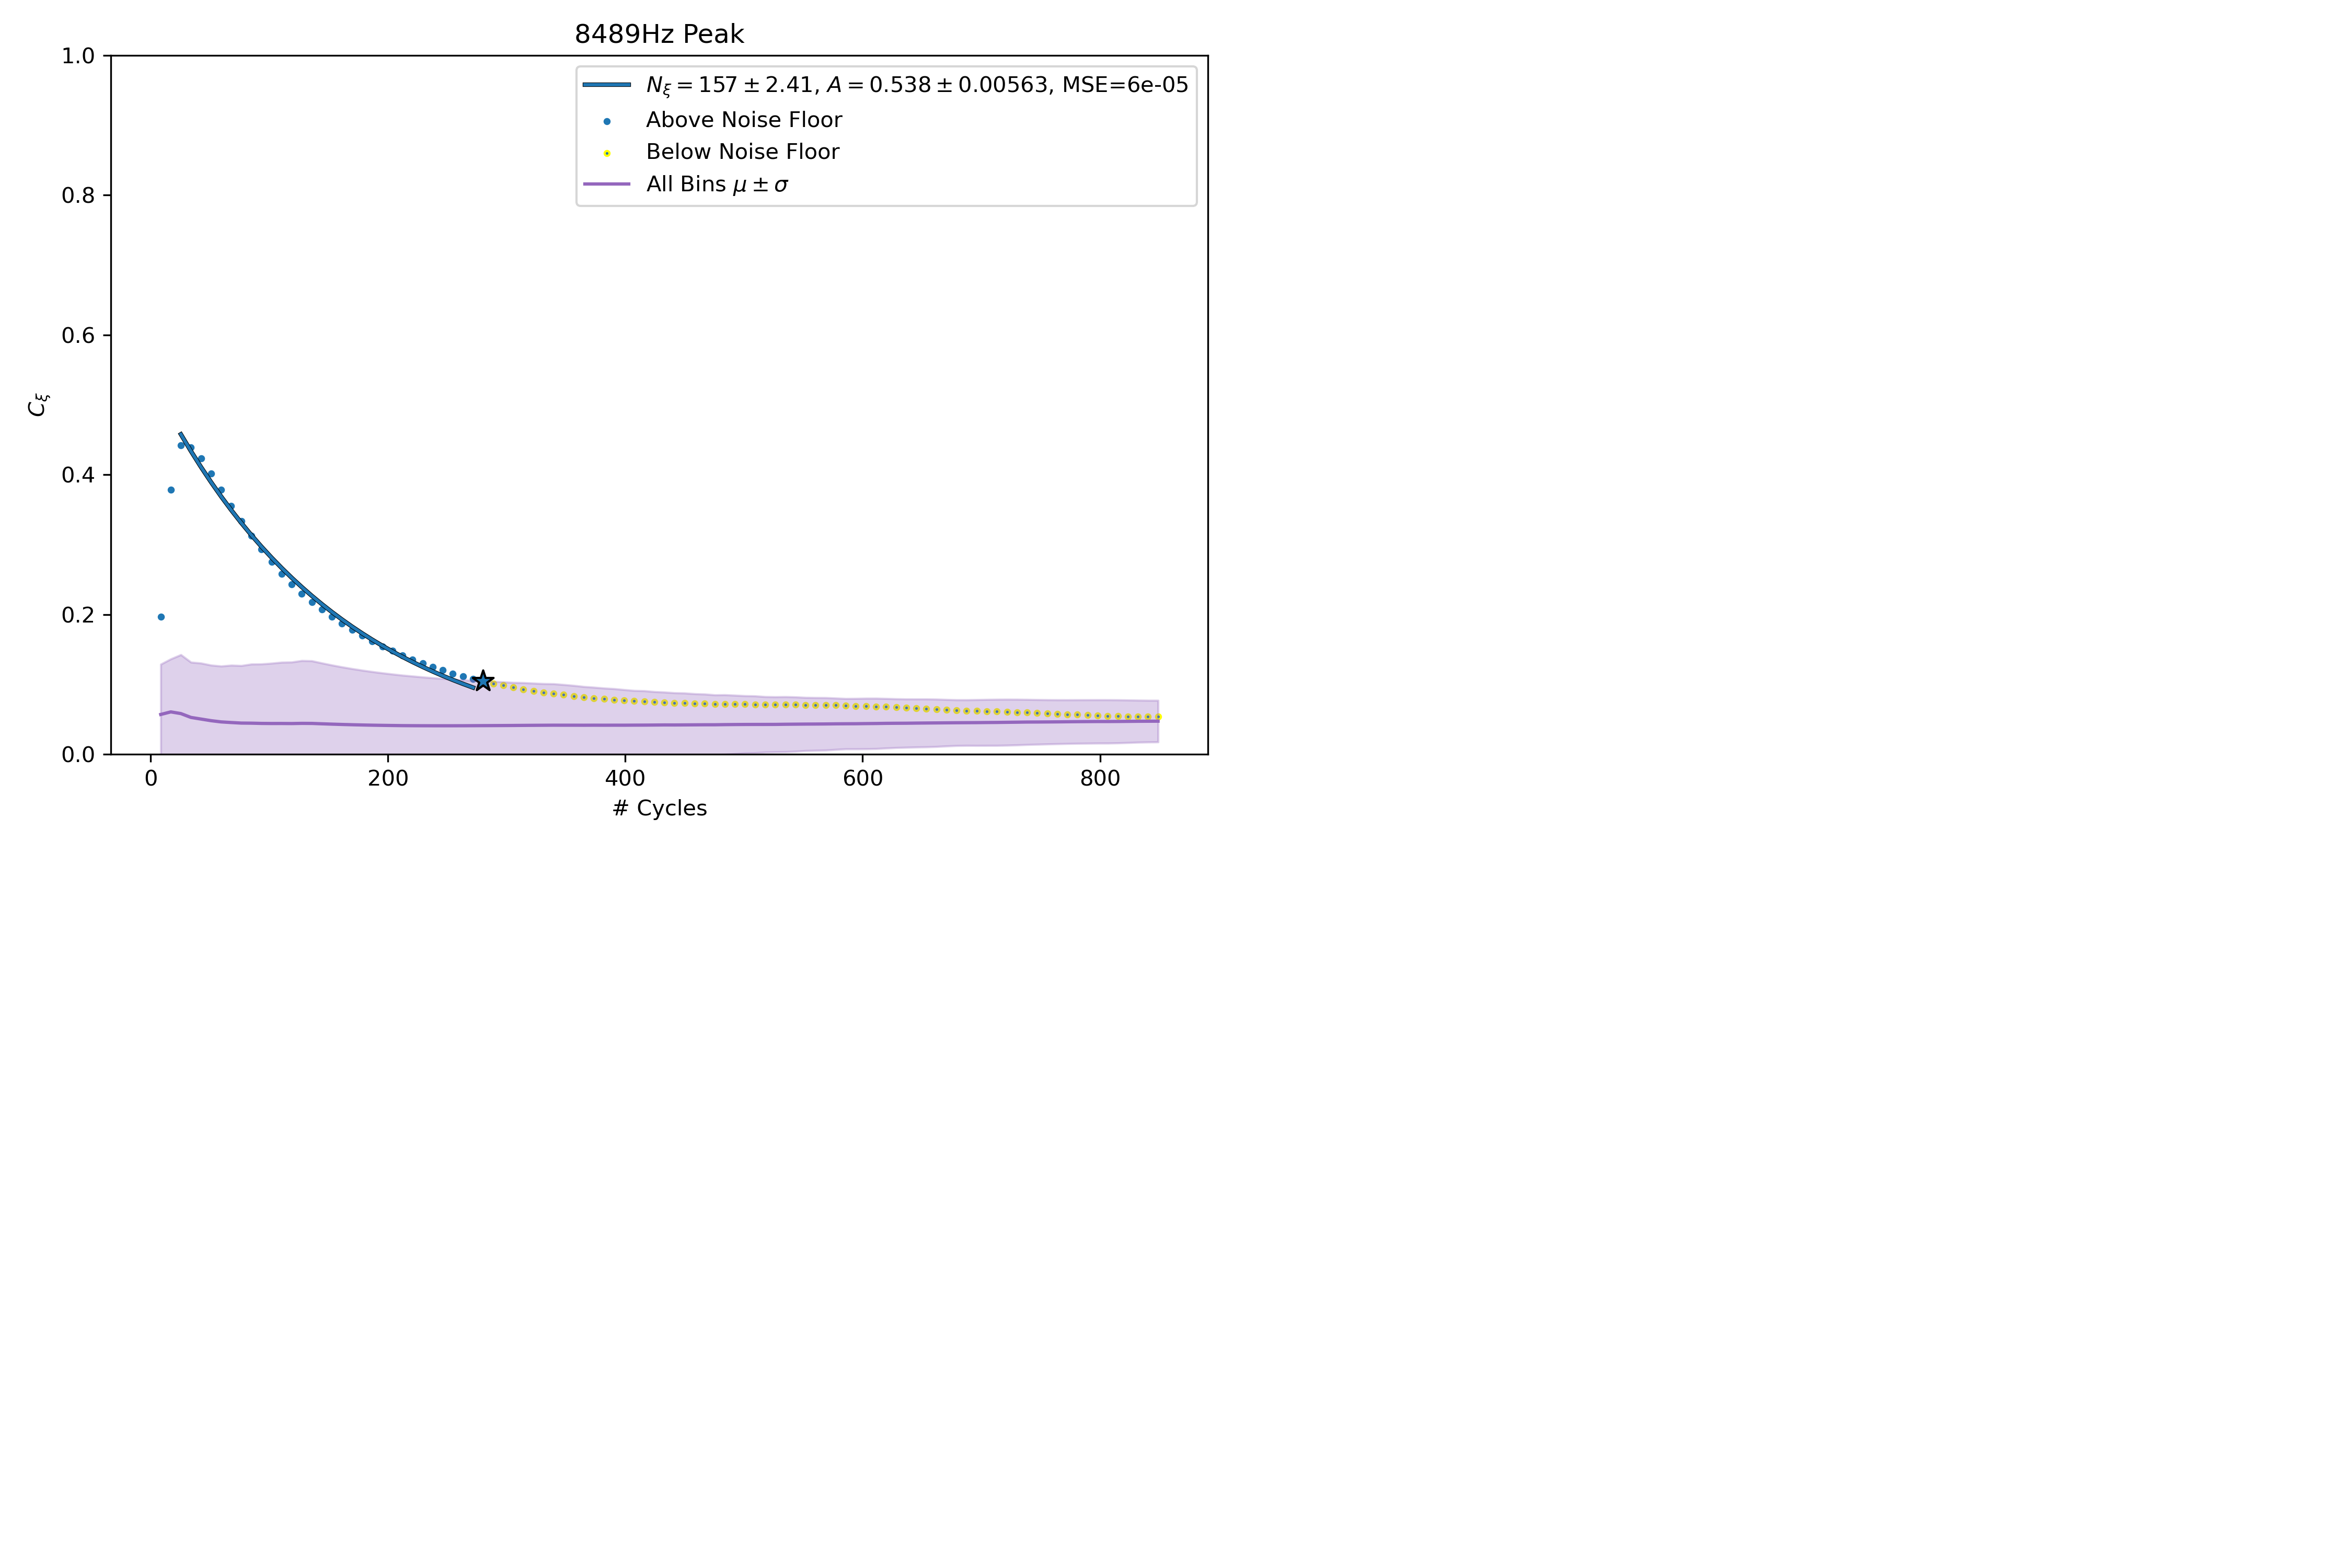 8489Hz Peak
1.0
0.8
0.6
0.4
0.2
0.0
C_ξ
N_ξ = 157 ± 2.41, A = 0.538 ± 0.00563, MSE=6e-05
Above Noise Floor
Below Noise Floor
All Bins μ ± σ
0 200 400 600 800
# Cycles